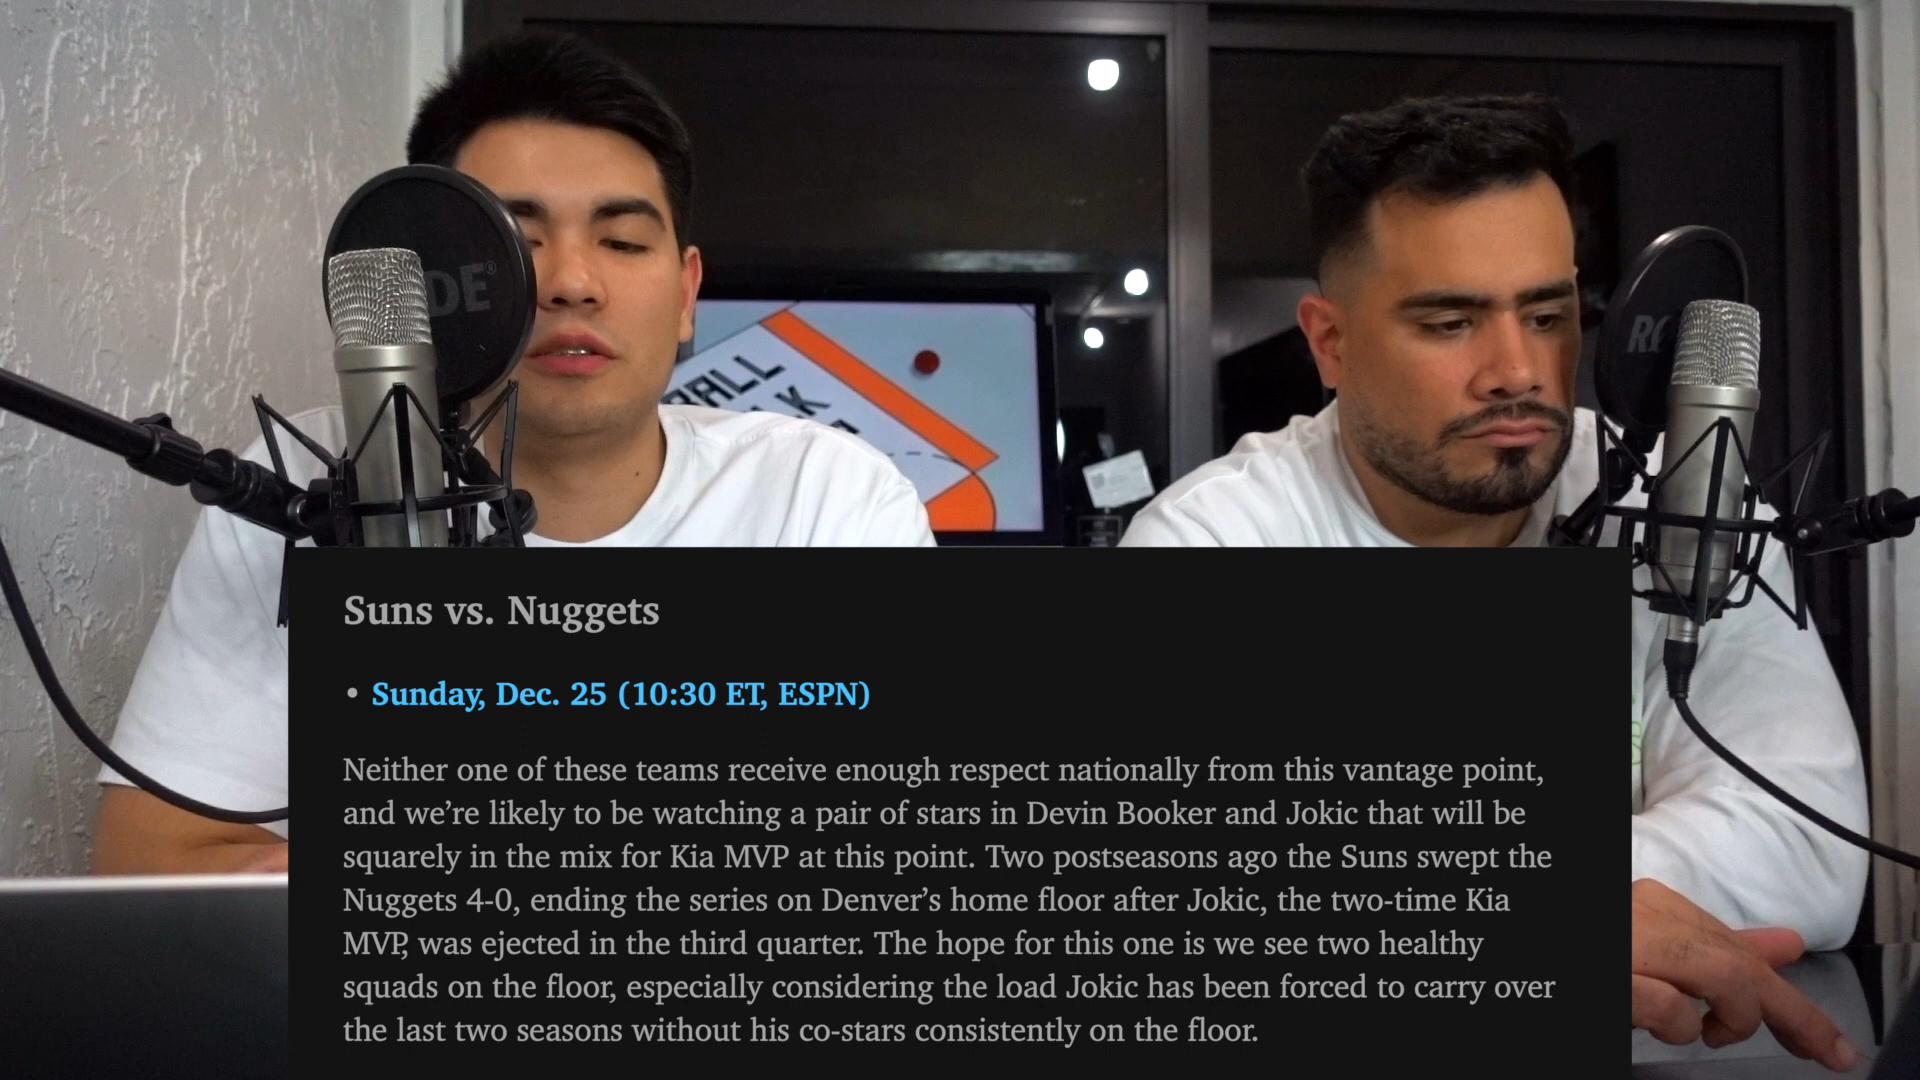 DE®
BALL
LK
Suns vs. Nuggets
• Sunday, Dec. 25 (10:30 ET, ESPN)
Neither one of these teams receive enough respect nationally from this vantage point,
and we’re likely to be watching a pair of stars in Devin Booker and Jokic that will be
squarely in the mix for Kia MVP at this point. Two postseasons ago the Suns swept the
Nuggets 4-0, ending the series on Denver’s home floor after Jokic, the two-time Kia
MVP, was ejected in the third quarter. The hope for this one is we see two healthy
squads on the floor, especially considering the load Jokic has been forced to carry over
the last two seasons without his co-stars consistently on the floor.